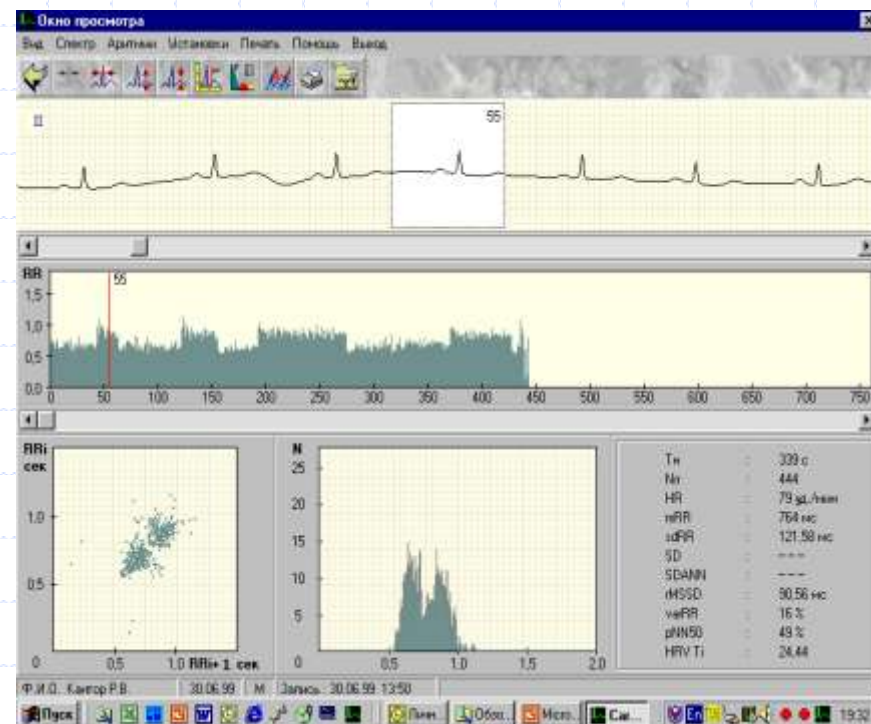 Окно просмотра
Вид Спектр Аритмии Установки Печать Помощь Выход
II
55
RR
55
1,5
1,0
0,5
0,0
0 50 100 150 200 250 300 350 400 450 500 550 600 650 700 750
RRi
сек
1.0
0.5
0 0.5 1.0 RRi+1 сек
N
25
20
15
10
5
0 0.5 1.0 1.5 2.0
Tн : 339 с
Nn : 444
HR : 79 уд./мин
mRR : 764 мс
sdRR : 121.58 мс
SD : ---
SDANN : ---
rMSSD : 90.56 мс
varRR : 16 %
pNN50 : 49 %
HRV Ti : 24.44
Ф.И.О. Кантор Р.В. 30.06.99 М Запись: 30.06.99 13:50
Пуск
19:32